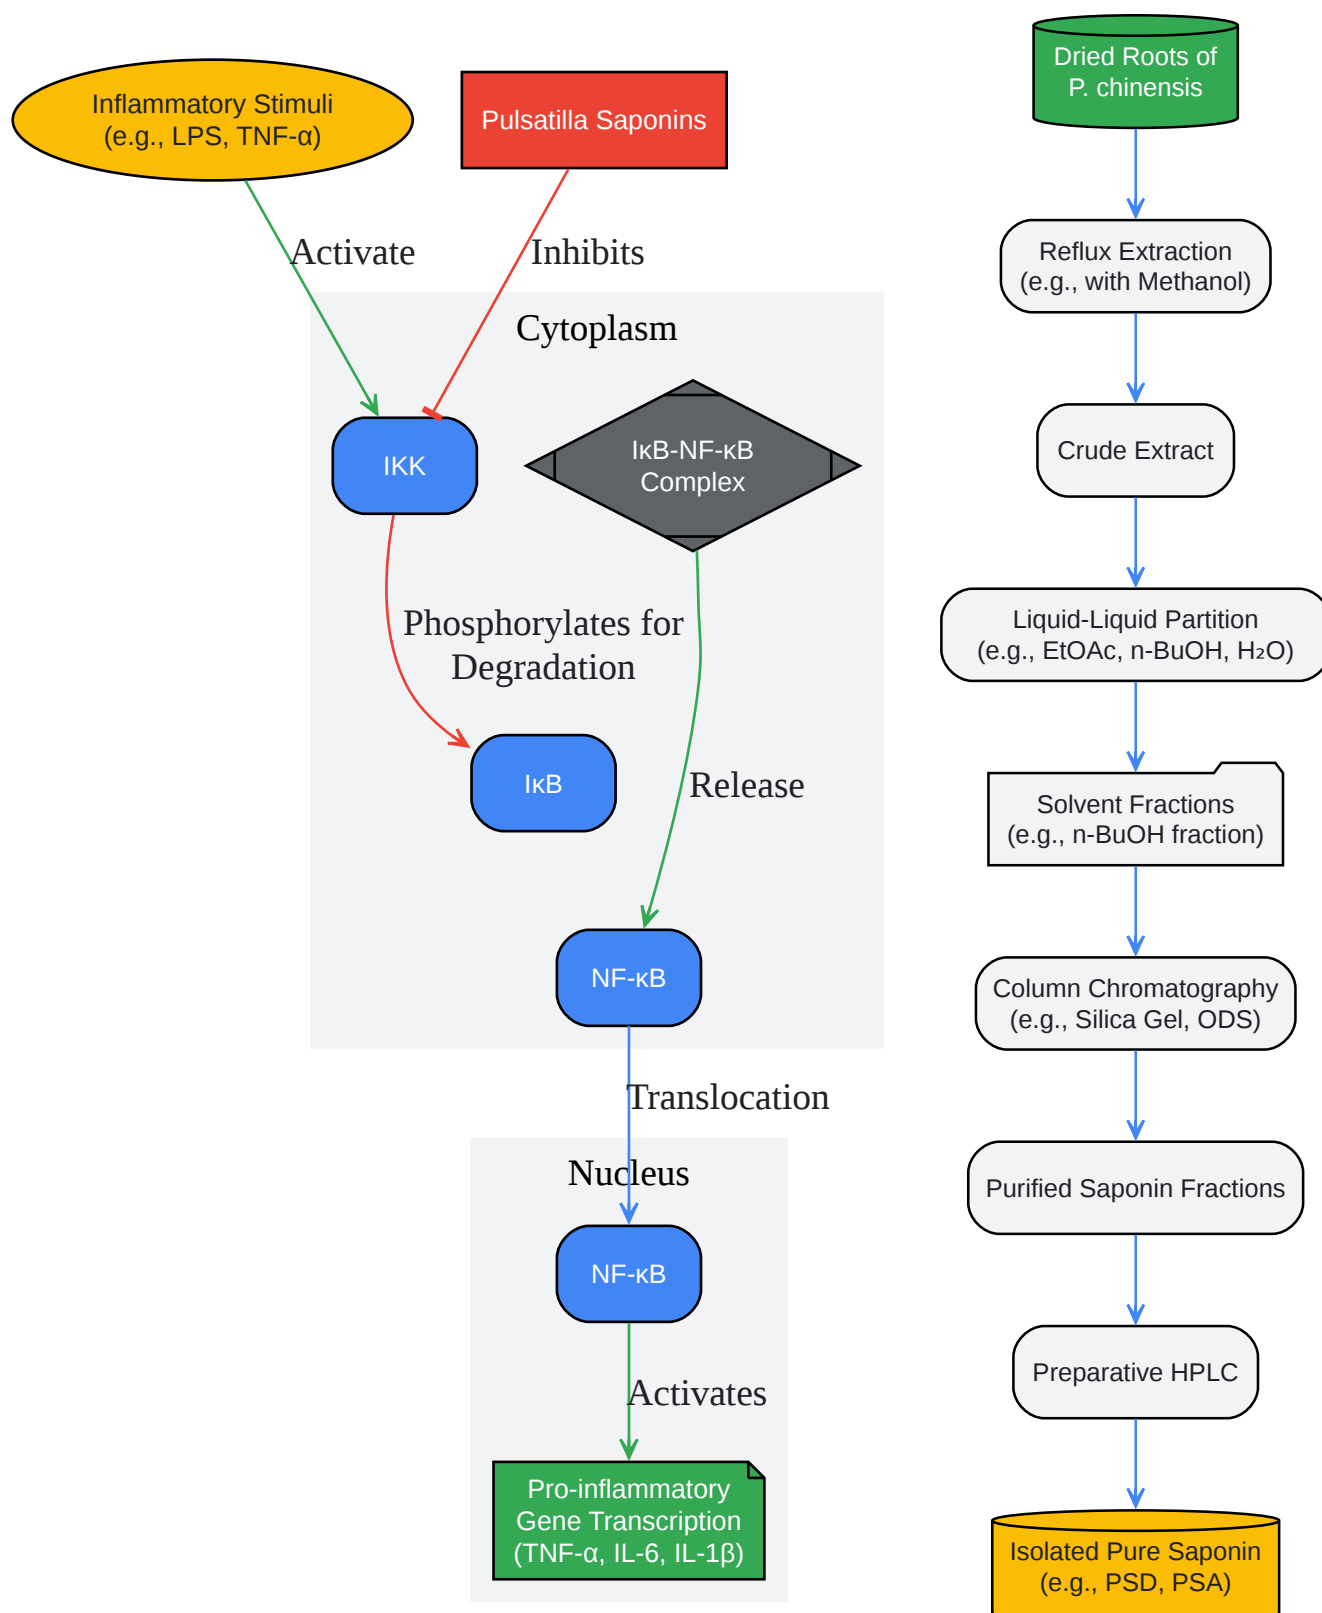 Inflammatory Stimuli
(e.g., LPS, TNF-α)
Pulsatilla Saponins
Activate
Inhibits
Cytoplasm
IKK
IκB-NF-κB
Complex
Phosphorylates for
Degradation
IκB
Release
NF-κB
Translocation
Nucleus
NF-κB
Activates
Pro-inflammatory
Gene Transcription
(TNF-α, IL-6, IL-1β)
Dried Roots of
P. chinensis
Reflux Extraction
(e.g., with Methanol)
Crude Extract
Liquid-Liquid Partition
(e.g., EtOAc, n-BuOH, H₂O)
Solvent Fractions
(e.g., n-BuOH fraction)
Column Chromatography
(e.g., Silica Gel, ODS)
Purified Saponin Fractions
Preparative HPLC
Isolated Pure Saponin
(e.g., PSD, PSA)